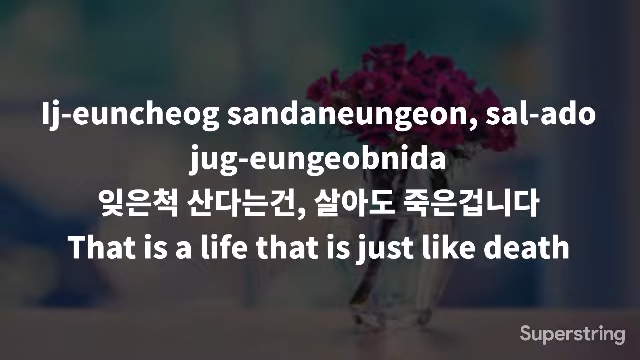 Ij-euncheog sandaneungeon, sal-ado
jug-eungeobnida
잊은척 산다는건, 살아도 죽은겁니다
That is a life that is just like death
Superstring